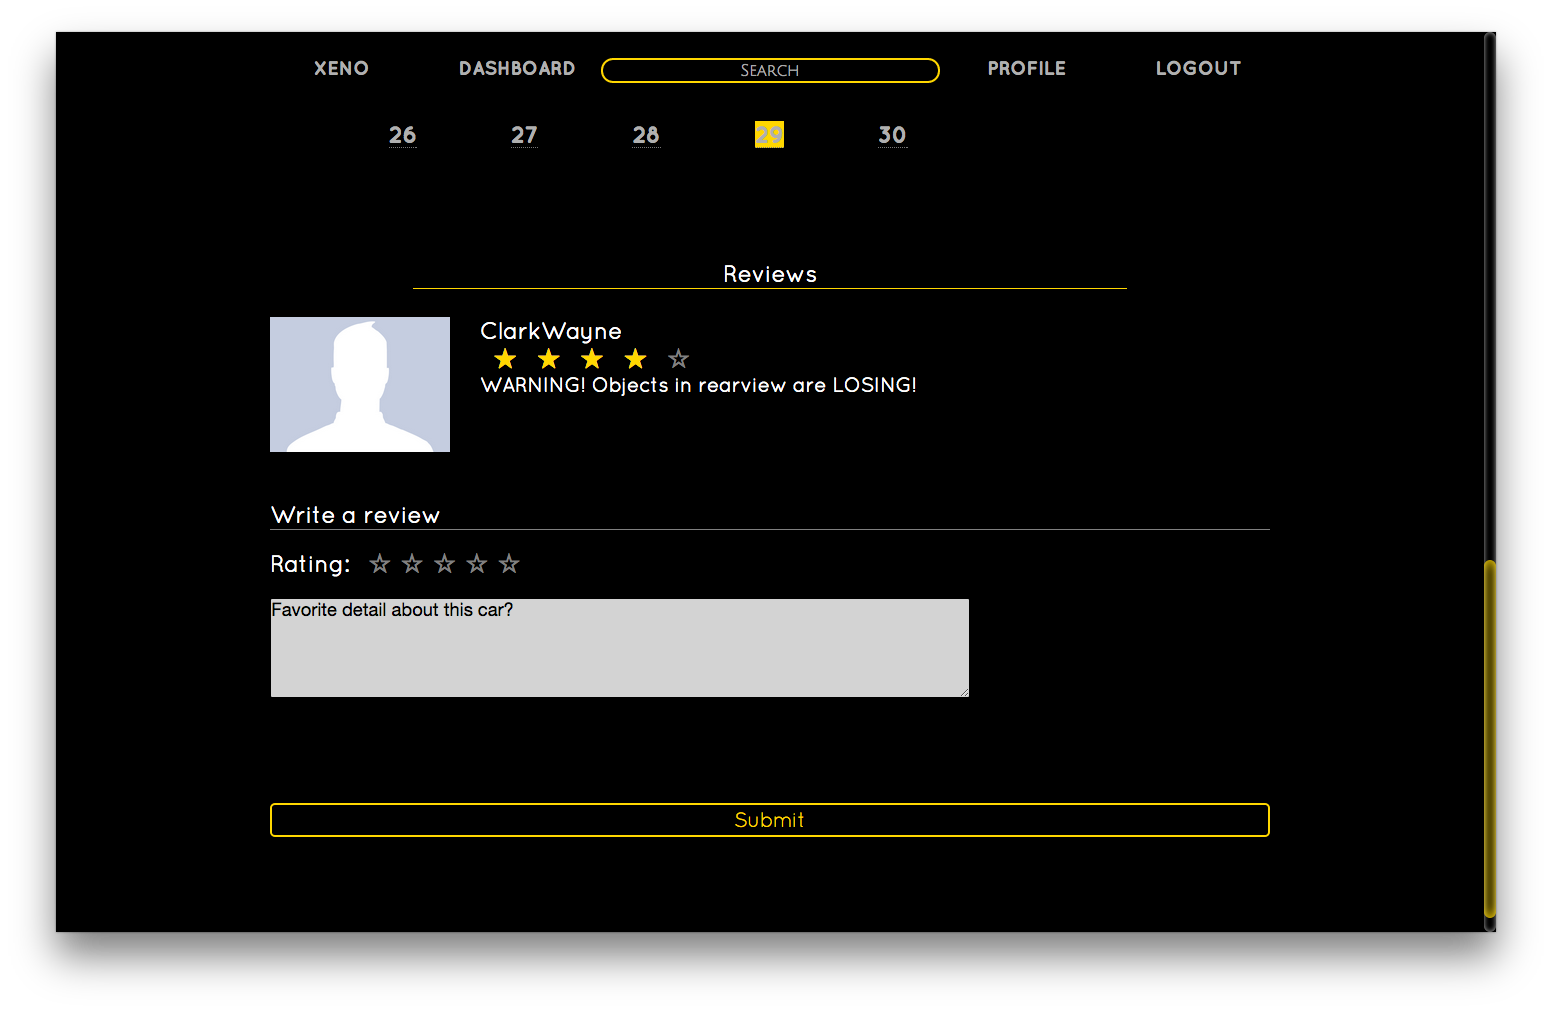 XENO DASHBOARD SEARCH PROFILE LOGOUT
26 27 28 29 30
Reviews
ClarkWayne
WARNING! Objects in rearview are LOSING!
Write a review
Rating:
Favorite detail about this car?
Submit